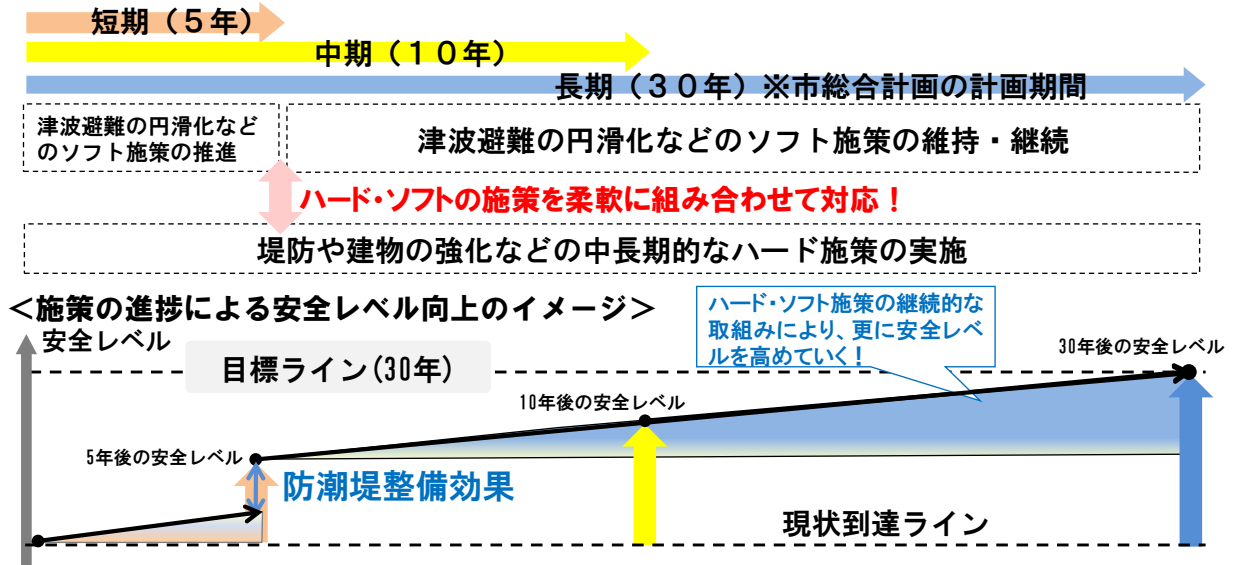 短期（５年）
中期（１０年）
長期（３０年）※市総合計画の計画期間
津波避難の円滑化など
のソフト施策の推進
津波避難の円滑化などのソフト施策の維持・継続
ハード・ソフトの施策を柔軟に組み合わせて対応！
堤防や建物の強化などの中長期的なハード施策の実施
＜施策の進捗による安全レベル向上のイメージ＞
ハード・ソフト施策の継続的な
取組みにより、更に安全レベ
ルを高めていく！
安全レベル
30年後の安全レベル
目標ライン(30年)
10年後の安全レベル
5年後の安全レベル
防潮堤整備効果
現状到達ライン